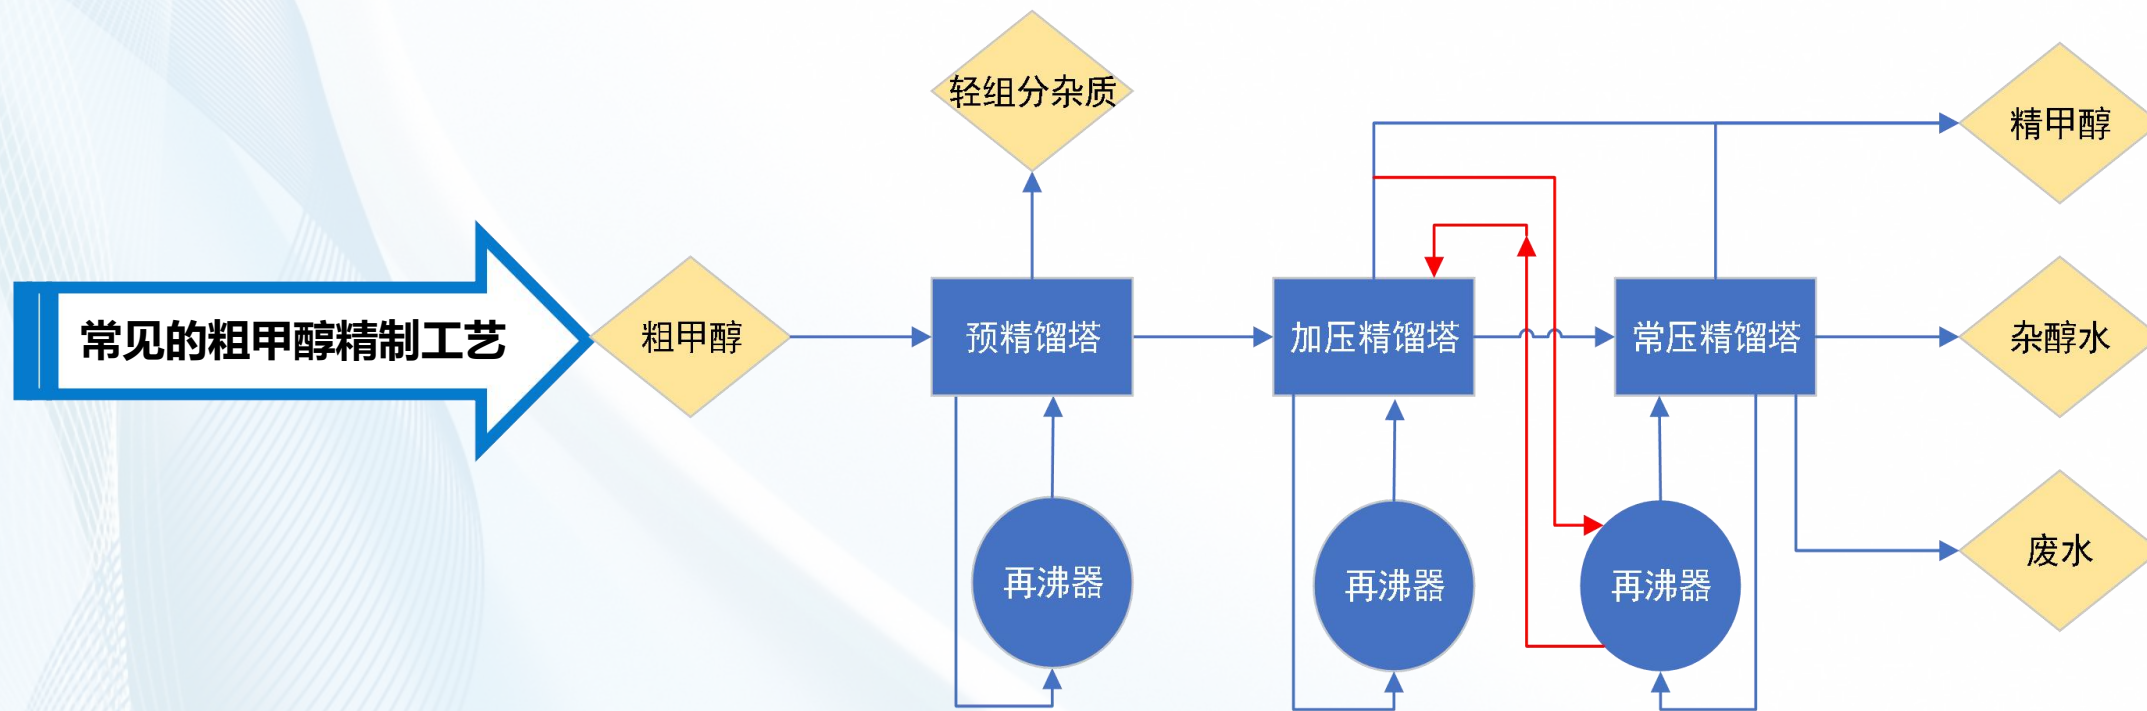 常见的粗甲醇精制工艺
粗甲醇
轻组分杂质
预精馏塔
再沸器
加压精馏塔
再沸器
常压精馏塔
再沸器
精甲醇
杂醇水
废水